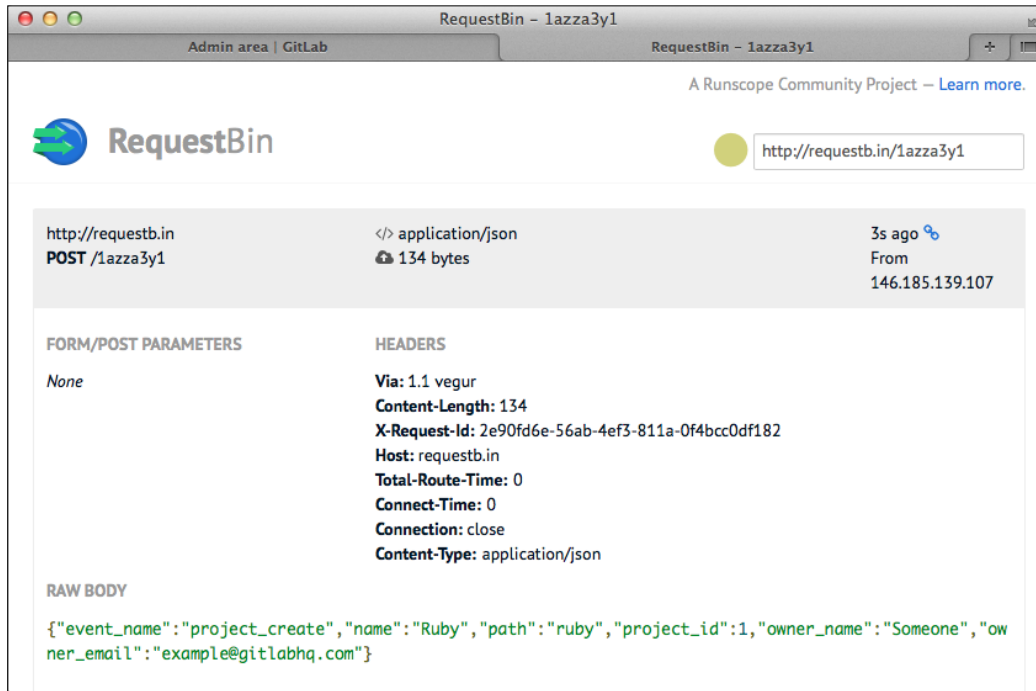 RequestBin – 1azza3y1
Admin area | GitLab
RequestBin – 1azza3y1
A Runscope Community Project — Learn more.
RequestBin
http://requestb.in/1azza3y1
http://requestb.in
POST /1azza3y1
</> application/json
134 bytes
3s ago
From
146.185.139.107
FORM/POST PARAMETERS
None
HEADERS
Via: 1.1 vegur
Content-Length: 134
X-Request-Id: 2e90fd6e-56ab-4ef3-811a-0f4bcc0df182
Host: requestb.in
Total-Route-Time: 0
Connect-Time: 0
Connection: close
Content-Type: application/json
RAW BODY
{"event_name":"project_create","name":"Ruby","path":"ruby","project_id":1,"owner_name":"Someone","ow
ner_email":"example@gitlabhq.com"}